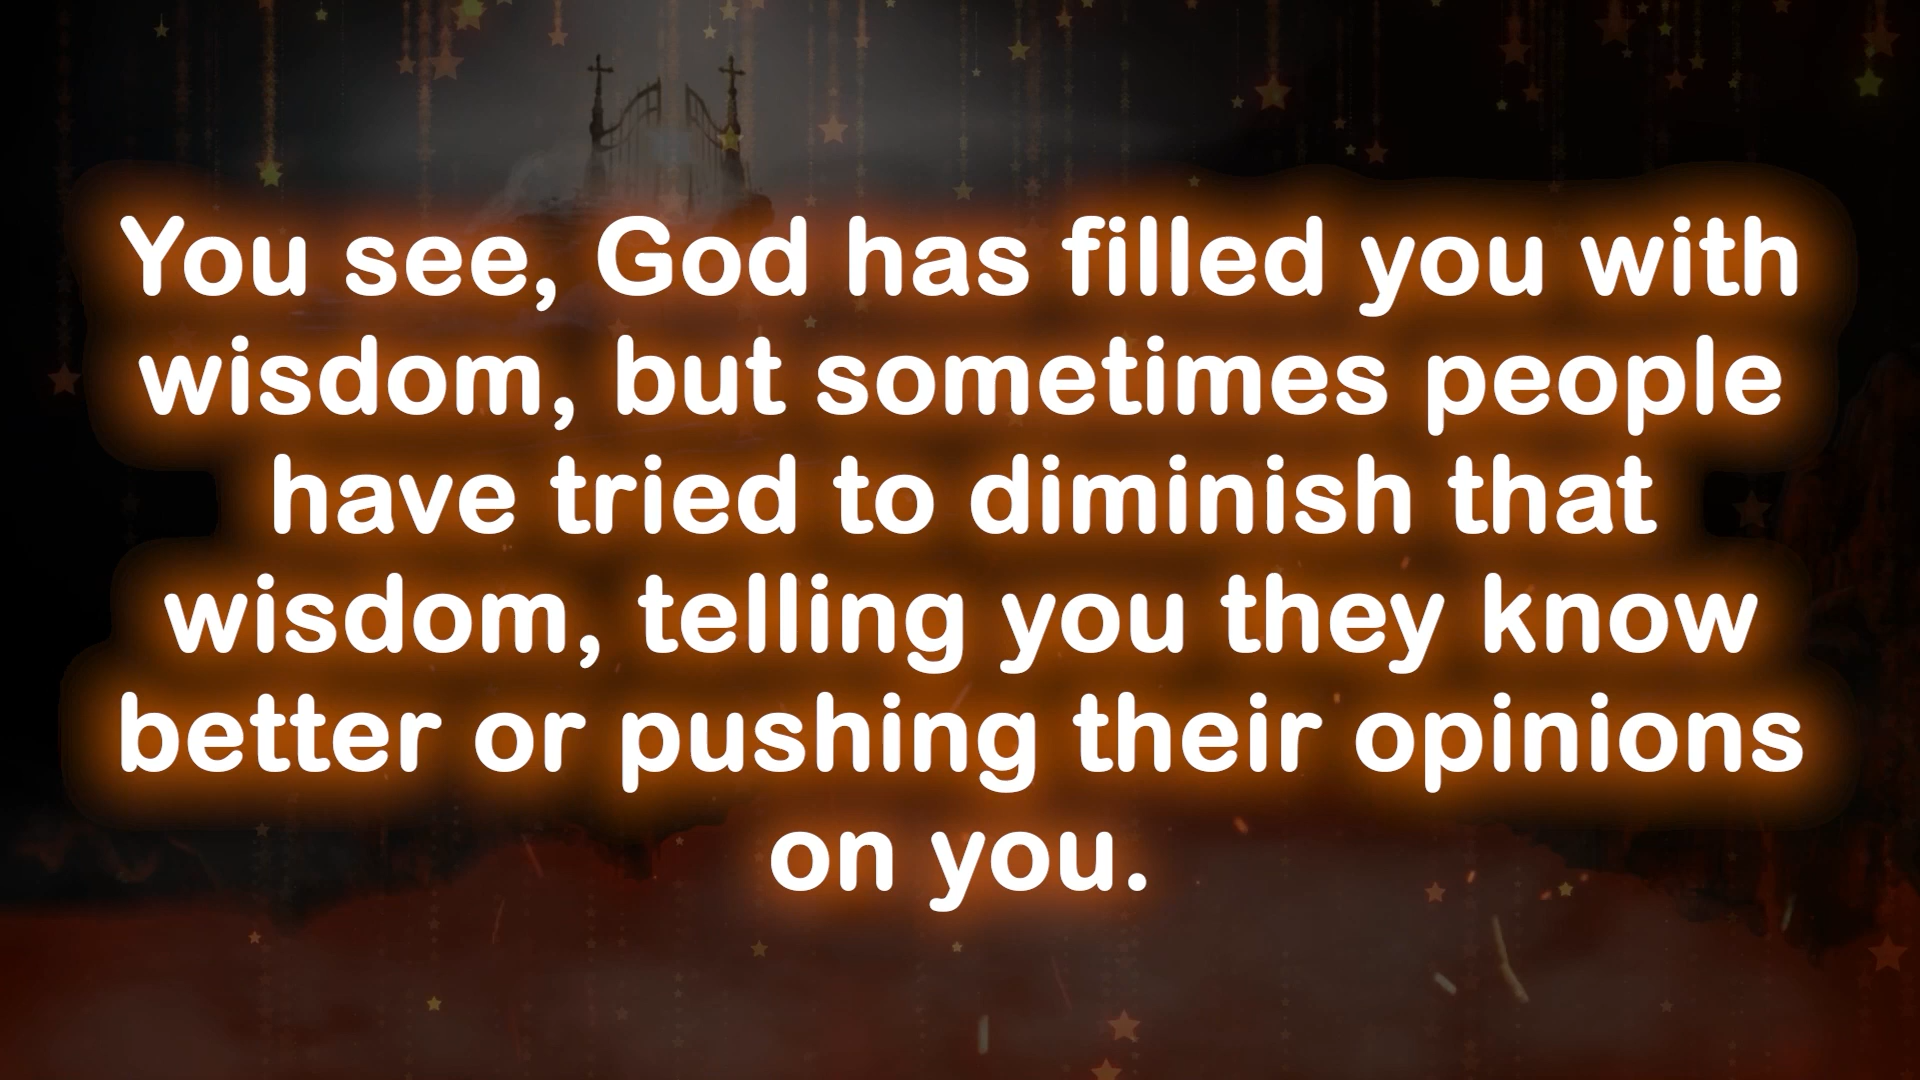 You see, God has filled you with
wisdom, but sometimes people
have tried to diminish that
wisdom, telling you they know
better or pushing their opinions
on you.